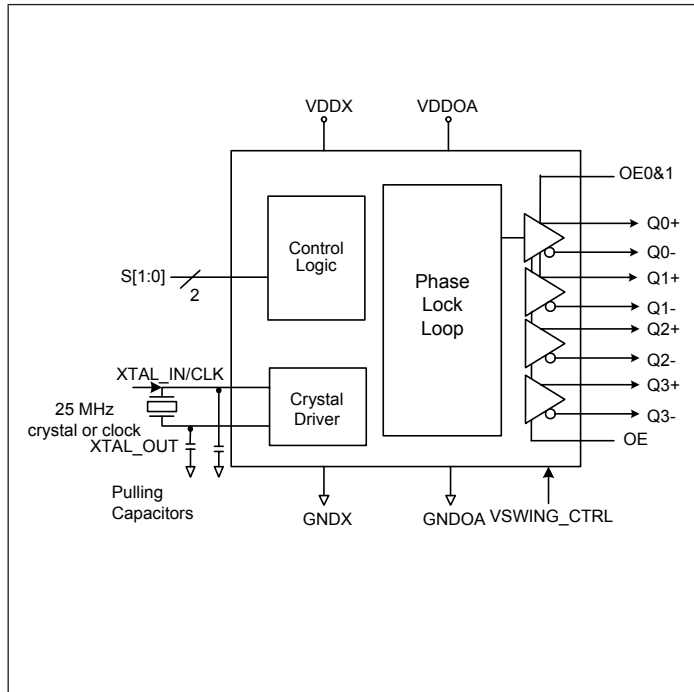 VDDX
VDDOA
OE0&1
Q0+
Q0-
Q1+
Q1-
Q2+
Q2-
Q3+
Q3-
OE
Control
Logic
S[1:0]
2
Phase
Lock
Loop
XTAL_IN/CLK
25 MHz
crystal or clock
XTAL_OUT
Crystal
Driver
Pulling
Capacitors
GNDX
GNDOA
VSWING_CTRL